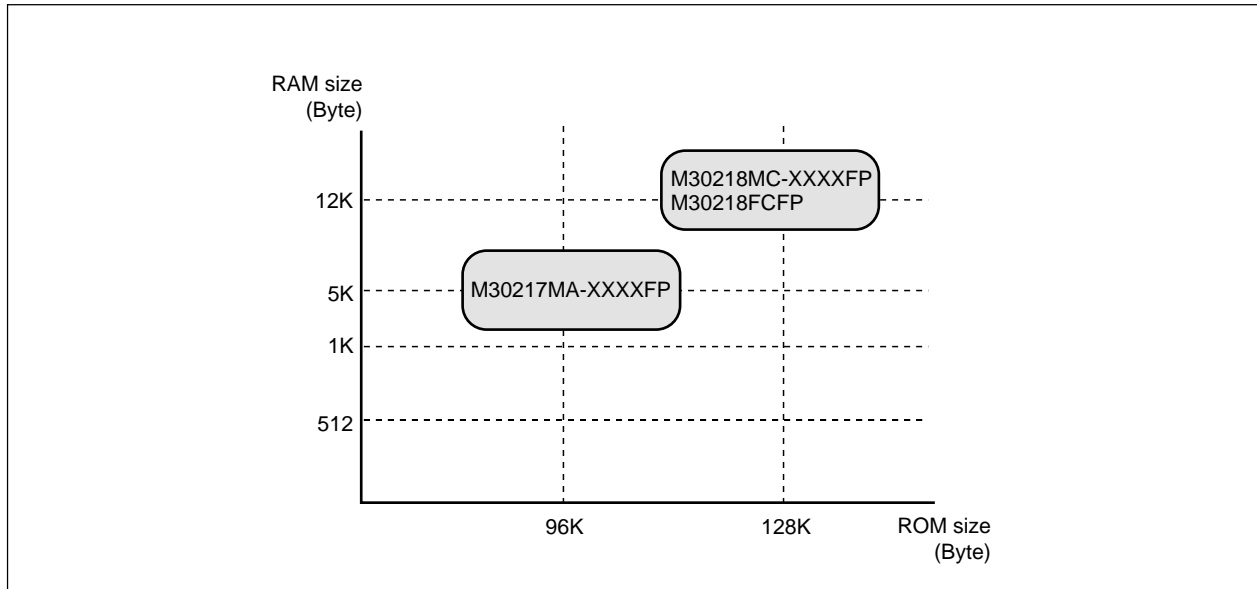 RAM size
(Byte)
M30218MC-XXXXFP
M30218FCFP
12K
M30217MA-XXXXFP
5K
1K
512
96K
128K
ROM size
(Byte)